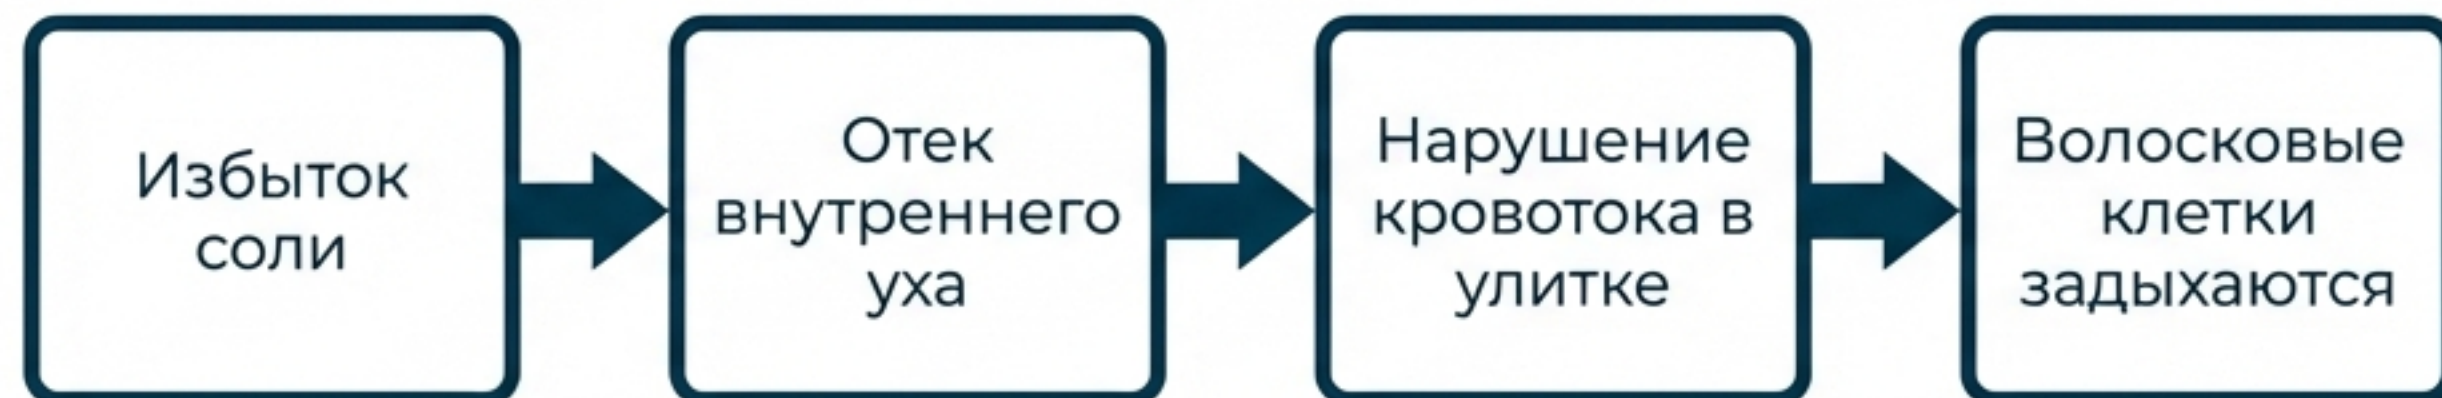 Избыток
соли
Отек
внутреннего
уха
Нарушение
кровотока в
улитке
Волосковые
клетки
задыхаются